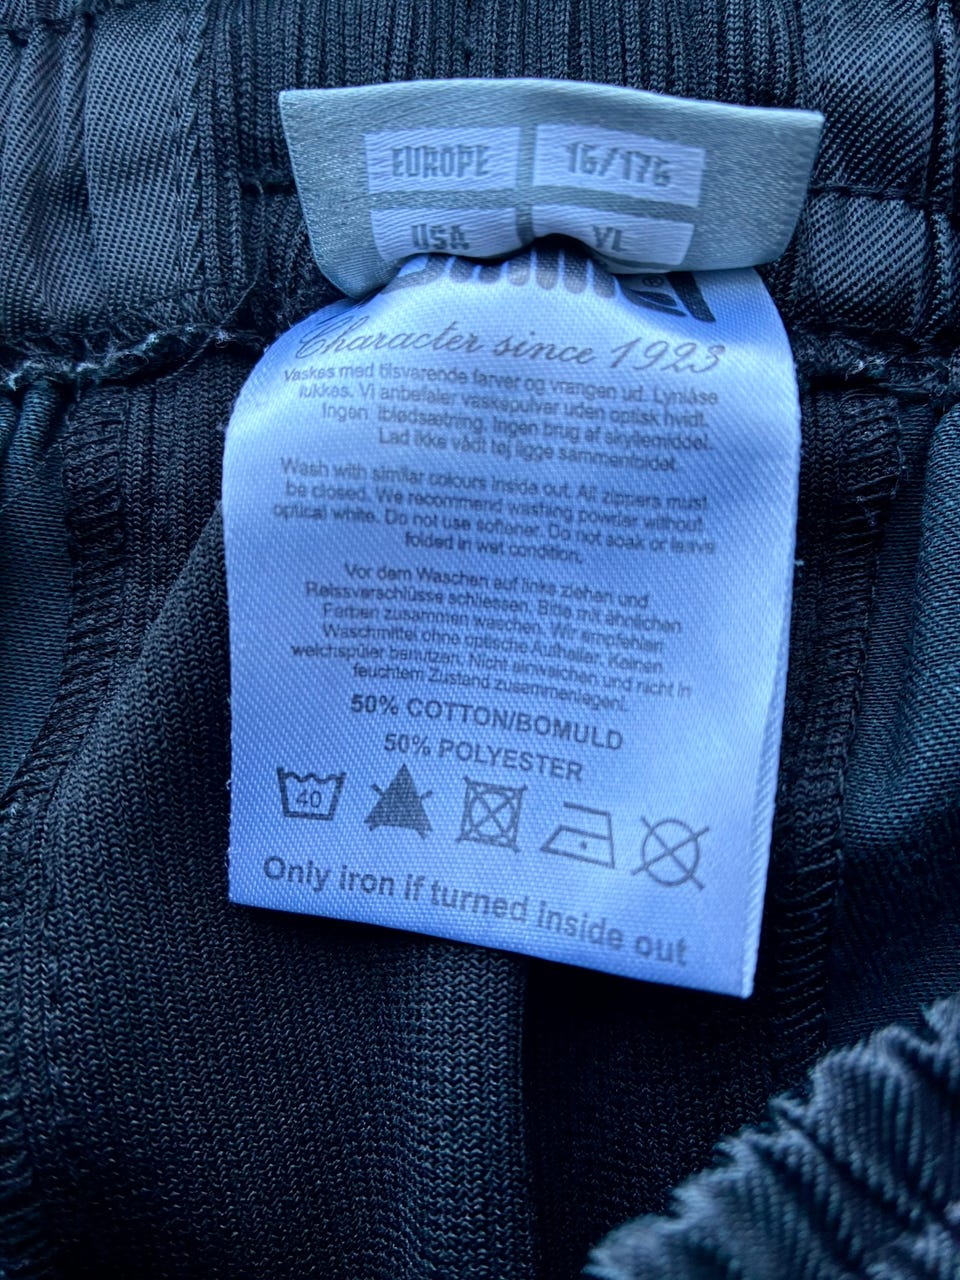 EUROPE 16/176
USA YL
Character since 1923
Vaskes med tilsvarende farver og vrangen ud. Lynlåse
lukkes. Vi anbefaler vaskepulver uden optisk hvidt.
Ingen iblødsætning. Ingen brug af skyllemiddel.
Lad ikke vådt tøj ligge sammenfoldet.
Wash with similar colours inside out. All zippers must
be closed. We recommend washing powder without
optical white. Do not use softener. Do not soak or leave
folded in wet condition.
Vor dem Waschen auf links ziehen und
Reissverschlüsse schliessen. Bitte mit ähnlichen
Farben zusammen waschen. Wir empfehlen
Waschmittel ohne optische Aufheller. Keinen
weichspüler benutzen. Nicht einweichen und nicht in
feuchtem Zustand zusammenlegen.
50% COTTON/BOMULD
50% POLYESTER
40
Only iron if turned inside out